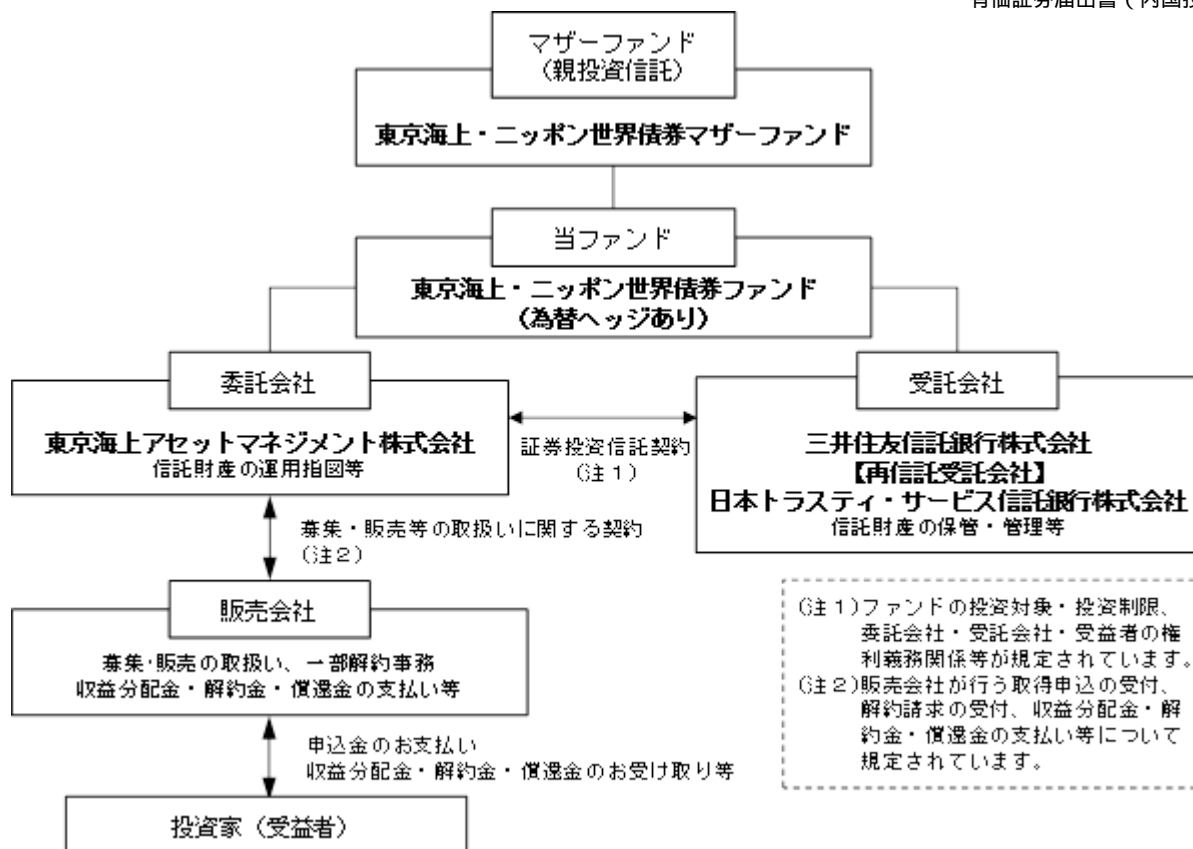 有価証券届出書（内国投
マザーファンド
（親投資信託）
東京海上・ニッポン世界債券マザーファンド
当ファンド
東京海上・ニッポン世界債券ファンド
（為替ヘッジあり）
委託会社
東京海上アセットマネジメント株式会社
信託財産の運用指図等
証券投資信託契約
（注１）
受託会社
三井住友信託銀行株式会社
【再信託受託会社】
日本トラスティ・サービス信託銀行株式会社
信託財産の保管・管理等
募集・販売等の取扱いに関する契約
（注２）
販売会社
募集・販売の取扱い、一部解約事務
収益分配金・解約金・償還金の支払い等
申込金のお支払い
収益分配金・解約金・償還金のお受け取り等
投資家（受益者）
（注１）ファンドの投資対象・投資制限、
委託会社・受託会社・受益者の権
利義務関係等が規定されています。
（注２）販売会社が行う取得申込の受付、
解約請求の受付、収益分配金・解
約金・償還金の支払い等について
規定されています。